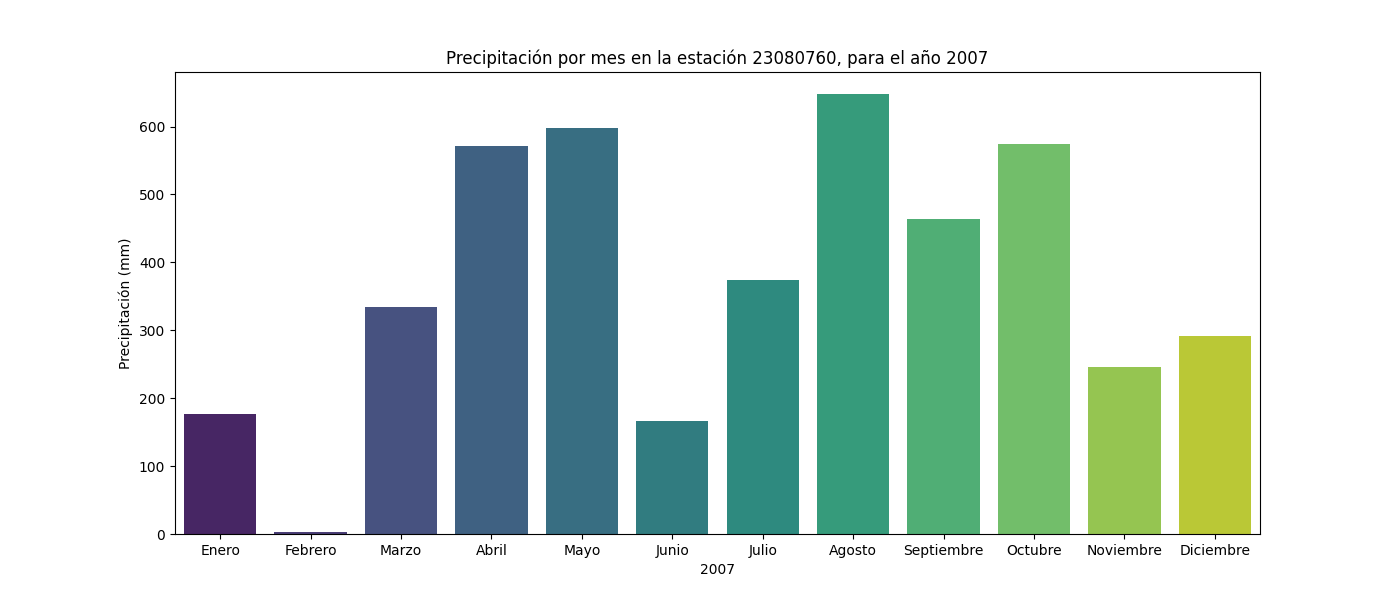 Precipitación por mes en la estación 23080760, para el año 2007
Precipitación (mm)
600
500
400
300
200
100
0
Enero Febrero Marzo Abril Mayo Junio Julio Agosto Septiembre Octubre Noviembre Diciembre
2007